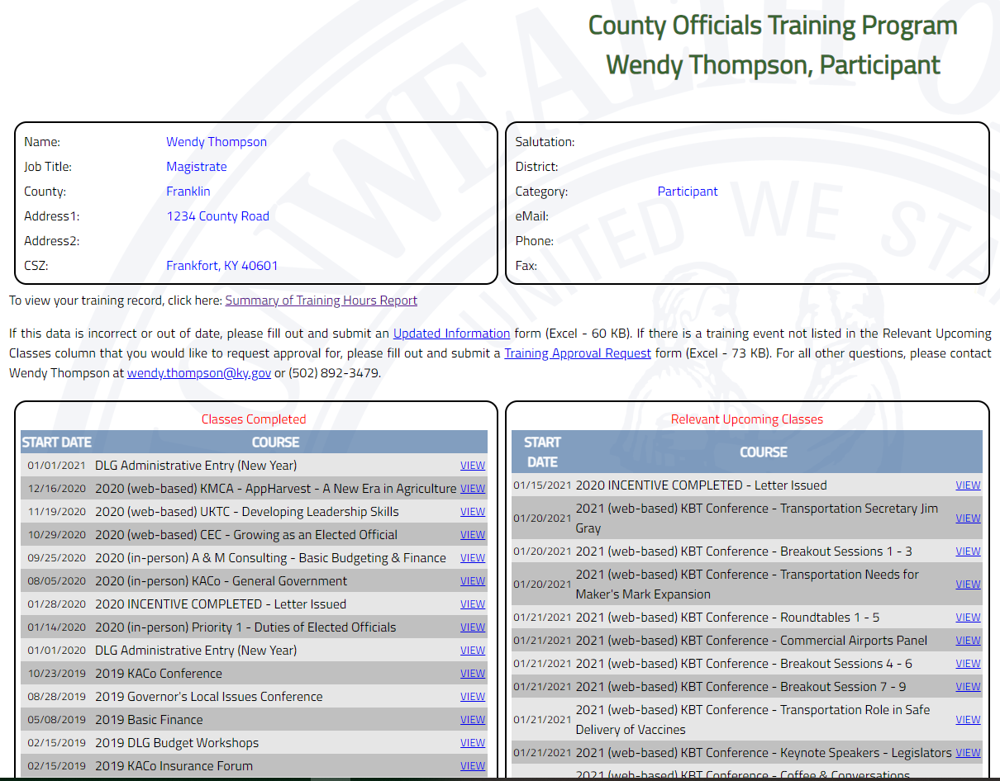 County Officials Training Program
Wendy Thompson, Participant
Name: Wendy Thompson
Job Title: Magistrate
County: Franklin
Address1: 1234 County Road
Address2:
CSZ: Frankfort, KY 40601
Salutation:
District:
Category: Participant
eMail:
Phone:
Fax:
To view your training record, click here: Summary of Training Hours Report
If this data is incorrect or out of date, please fill out and submit an Updated Information form (Excel - 60 KB). If there is a training event not listed in the Relevant Upcoming
Classes column that you would like to request approval for, please fill out and submit a Training Approval Request form (Excel - 73 KB). For all other questions, please contact
Wendy Thompson at wendy.thompson@ky.gov or (502) 892-3479.
Classes Completed
START DATE COURSE
01/01/2021 DLG Administrative Entry (New Year) VIEW
12/16/2020 2020 (web-based) KMCA - AppHarvest - A New Era in Agriculture VIEW
11/19/2020 2020 (web-based) UKTC - Developing Leadership Skills VIEW
10/29/2020 2020 (web-based) CEC - Growing as an Elected Official VIEW
09/25/2020 2020 (in-person) A & M Consulting - Basic Budgeting & Finance VIEW
08/05/2020 2020 (in-person) KACo - General Government VIEW
01/28/2020 2020 INCENTIVE COMPLETED - Letter Issued VIEW
01/14/2020 2020 (in-person) Priority 1 - Duties of Elected Officials VIEW
01/01/2020 DLG Administrative Entry (New Year) VIEW
10/23/2019 2019 KACo Conference VIEW
08/28/2019 2019 Governor's Local Issues Conference VIEW
05/08/2019 2019 Basic Finance VIEW
02/15/2019 2019 DLG Budget Workshops VIEW
02/15/2019 2019 KACo Insurance Forum VIEW
Relevant Upcoming Classes
START
DATE
COURSE
01/15/2021 2020 INCENTIVE COMPLETED - Letter Issued VIEW
01/20/2021 2021 (web-based) KBT Conference - Transportation Secretary Jim
Gray VIEW
01/20/2021 2021 (web-based) KBT Conference - Breakout Sessions 1 - 3 VIEW
01/20/2021 2021 (web-based) KBT Conference - Transportation Needs for
Maker's Mark Expansion VIEW
01/21/2021 2021 (web-based) KBT Conference - Roundtables 1 - 5 VIEW
01/21/2021 2021 (web-based) KBT Conference - Commercial Airports Panel VIEW
01/21/2021 2021 (web-based) KBT Conference - Breakout Sessions 4 - 6 VIEW
01/21/2021 2021 (web-based) KBT Conference - Breakout Session 7 - 9 VIEW
01/21/2021 2021 (web-based) KBT Conference - Transportation Role in Safe
Delivery of Vaccines VIEW
01/21/2021 2021 (web-based) KBT Conference - Keynote Speakers - Legislators VIEW
2021 (web-based) KBT Conference - Coffee & Conversations
UNITED WE STA